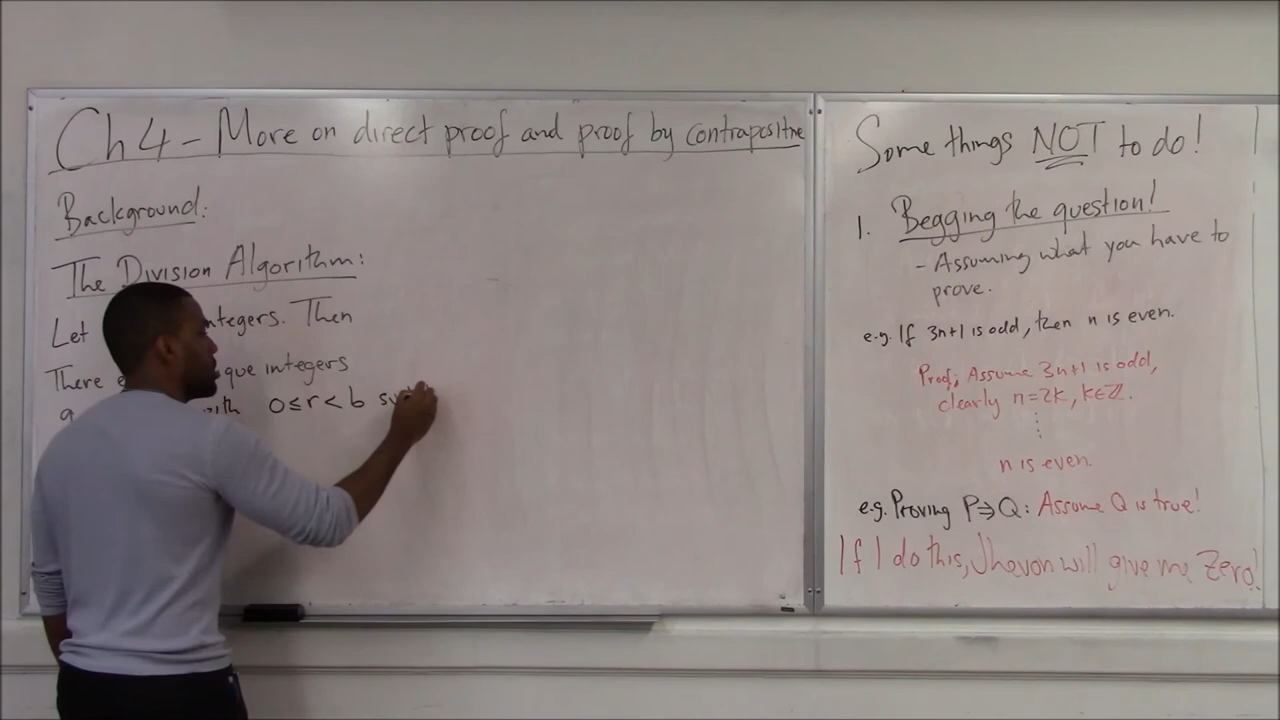 Ch 4 - More on direct proof and proof by contrapositive
Background:
The Division Algorithm:
Let integers. Then
There que integers
q with 0 ≤ r < b su
Some things NOT to do!
1. Begging the question!
- Assuming what you have to
prove.
e.g. If 3n+1 is odd, then n is even.
Proof, Assume 3n+1 is odd,
clearly n=2k, k∈ℤ.
⋮
n is even.
e.g. Proving P⇒Q: Assume Q is true!
If I do this, Jhevon will give me Zero!